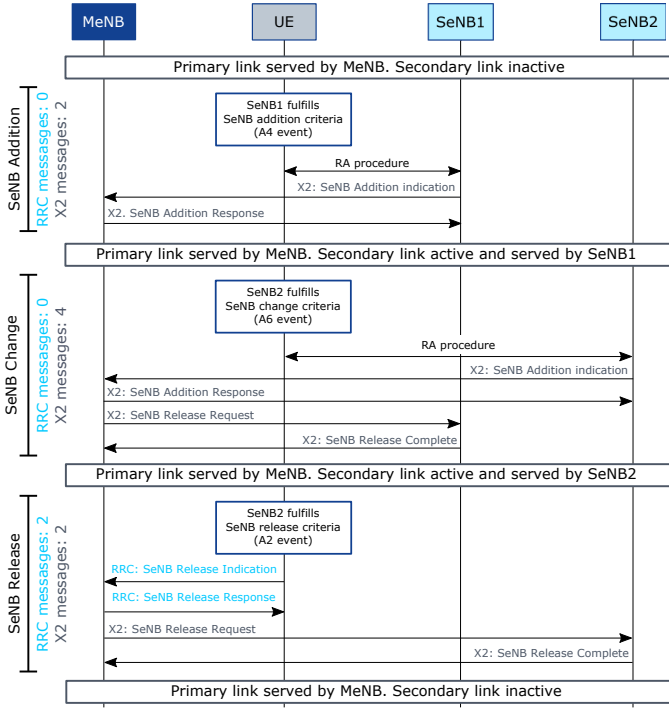 MeNB
UE
SeNB1
SeNB2
Primary link served by MeNB. Secondary link inactive
SeNB Addition
RRC messasges: 0
X2 messages: 2
SeNB1 fulfills
SeNB addition criteria
(A4 event)
RA procedure
X2: SeNB Addition indication
X2. SeNB Addition Response
Primary link served by MeNB. Secondary link active and served by SeNB1
SeNB Change
RRC messasges: 0
X2 messages: 4
SeNB2 fulfills
SeNB change criteria
(A6 event)
RA procedure
X2: SeNB Addition indication
X2: SeNB Addition Response
X2: SeNB Release Request
X2: SeNB Release Complete
Primary link served by MeNB. Secondary link active and served by SeNB2
SeNB Release
RRC messasges: 2
X2 messages: 2
SeNB2 fulfills
SeNB release criteria
(A2 event)
RRC: SeNB Release Indication
RRC: SeNB Release Response
X2: SeNB Release Request
X2: SeNB Release Complete
Primary link served by MeNB. Secondary link inactive